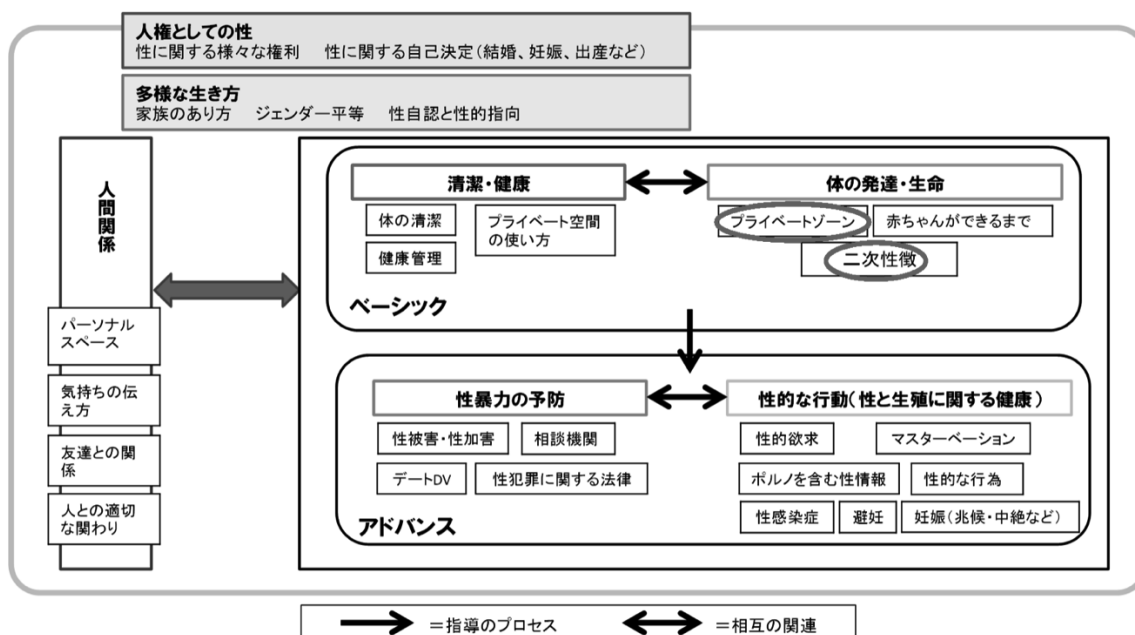 人権としての性
性に関する様々な権利　性に関する自己決定(結婚、妊娠、出産など)
多様な生き方
家族のあり方　ジェンダー平等　性自認と性的指向
人間関係
パーソナル
スペース
気持ちの伝
え方
友達との関
係
人との適切
な関わり
清潔・健康
体の清潔
プライベート空間
の使い方
健康管理
体の発達・生命
プライベートゾーン
赤ちゃんができるまで
二次性徴
ベーシック
性暴力の予防
性被害・性加害
相談機関
デートDV
性犯罪に関する法律
性的な行動(性と生殖に関する健康)
性的欲求
マスターベーション
ポルノを含む性情報
性的な行為
性感染症
避妊
妊娠(兆候・中絶など)
アドバンス
=指導のプロセス
=相互の関連